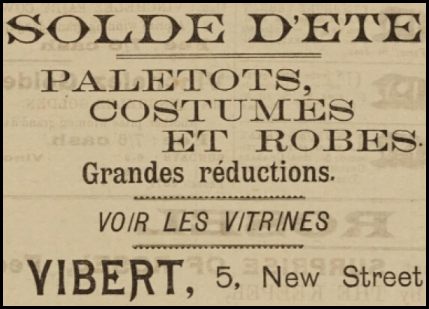 SOLDE D'ETE
PALETOTS,
COSTUMES
ET ROBES.
Grandes réductions.
VOIR LES VITRINES
VIBERT, 5, New Street